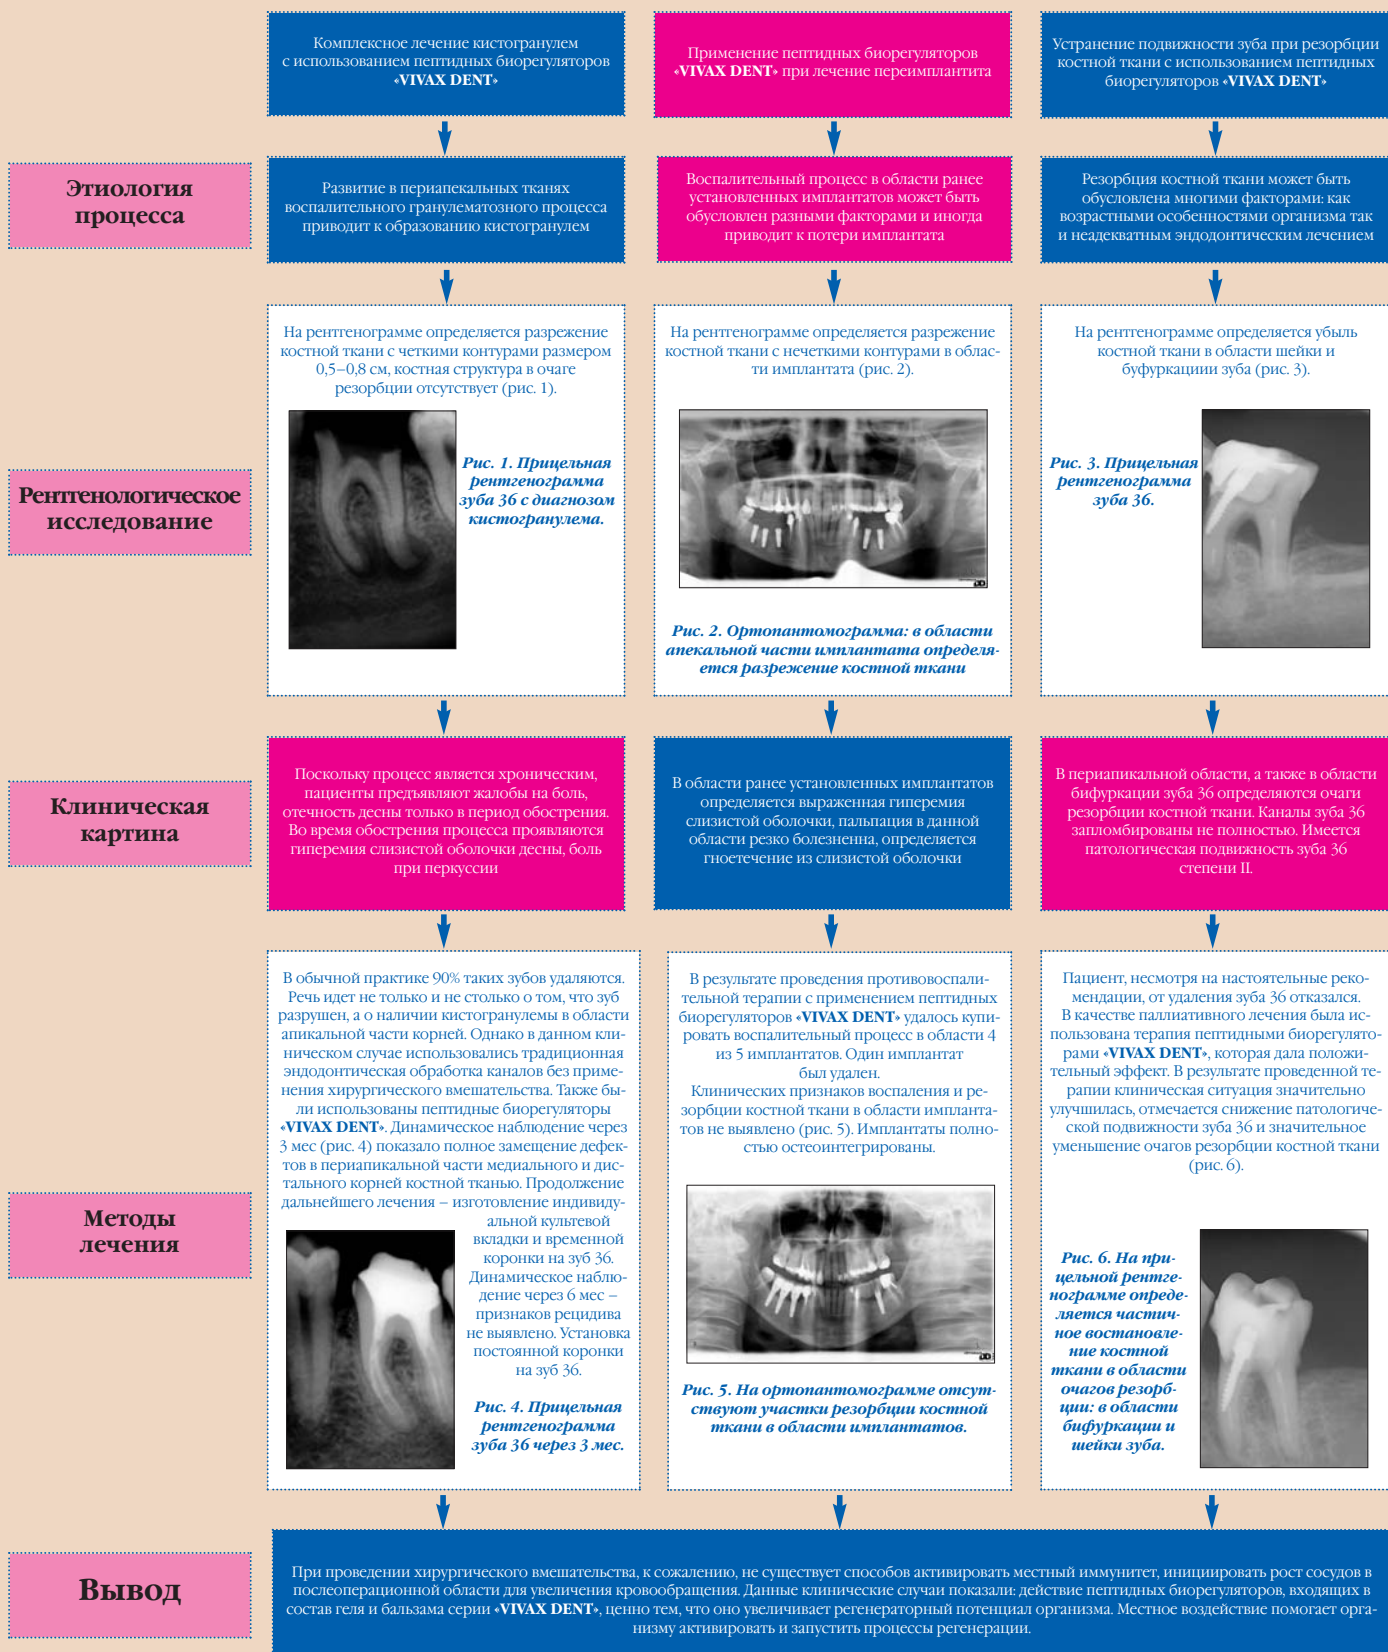 Комплексное лечение кистогранулем
с использованием пептидных биорегуляторов
«VIVAX DENT»
Применение пептидных биорегуляторов
«VIVAX DENT» при лечение переимплантита
Устранение подвижности зуба при резорбции
костной ткани с использованием пептидных
биорегуляторов «VIVAX DENT»
Этиология
процесса
Развитие в периапекальных тканях
воспалительного гранулематозного процесса
приводит к образованию кистогранулем
Воспалительный процесс в области ранее
установленных имплантатов может быть
обусловлен разными факторами и иногда
приводит к потери имплантата
Резорбция костной ткани может быть
обусловлена многими факторами: как
возрастными особенностями организма так
и неадекватным эндодонтическим лечением
Рентгенологическое
исследование
На рентгенограмме определяется разрежение
костной ткани с четкими контурами размером
0,5–0,8 см, костная структура в очаге
резорбции отсутствует (рис. 1).
Рис. 1. Прицельная
рентгенограмма
зуба 36 с диагнозом
кистогранулема.
На рентгенограмме определяется разрежение
костной ткани с нечеткими контурами в облас-
ти имплантата (рис. 2).
Рис. 2. Ортопантомограмма: в области
апекальной части имплантата определя-
ется разрежение костной ткани
На рентгенограмме определяется убыль
костной ткани в области шейки и
буфуркациии зуба (рис. 3).
Рис. 3. Прицельная
рентгенограмма
зуба 36.
Клиническая
картина
Поскольку процесс является хроническим,
пациенты предъявляют жалобы на боль,
отечность десны только в период обострения.
Во время обострения процесса проявляются
гиперемия слизистой оболочки десны, боль
при перкуссии
В области ранее установленных имплантатов
определяется выраженная гиперемия
слизистой оболочки, пальпация в данной
области резко болезненна, определяется
гноетечение из слизистой оболочки
В периапикальной области, а также в области
бифуркации зуба 36 определяются очаги
резорбции костной ткани. Каналы зуба 36
запломбированы не полностью. Имеется
патологическая подвижность зуба 36
степени II.
Методы
лечения
В обычной практике 90% таких зубов удаляются.
Речь идет не только и не столько о том, что зуб
разрушен, а о наличии кистогранулемы в области
апикальной части корней. Однако в данном кли-
ническом случае использовались традиционная
эндодонтическая обработка каналов без приме-
нения хирургического вмешательства. Также бы-
ли использованы пептидные биорегуляторы
«VIVAX DENT». Динамическое наблюдение через
3 мес (рис. 4) показало полное замещение дефек-
тов в периапикальной части медиального и дис-
тального корней костной тканью. Продолжение
дальнейшего лечения – изготовление индивиду-
альной культевой
вкладки и временной
коронки на зуб 36.
Динамическое наблю-
дение через 6 мес –
признаков рецидива
не выявлено. Установка
постоянной коронки
на зуб 36.
Рис. 4. Прицельная
рентгенограмма
зуба 36 через 3 мес.
В результате проведения противовоспали-
тельной терапии с применением пептидных
биорегуляторов «VIVAX DENT» удалось купи-
ровать воспалительный процесс в области 4
из 5 имплантатов. Один имплантат
был удален.
Клинических признаков воспаления и ре-
зорбции костной ткани в области имплан­та-
тов не выявлено (рис. 5). Имплантаты полно-
стью остеоинтегрированы.
Рис. 5. На ортопантомограмме отсут-
ствуют участки резорбции костной
ткани в области имплантатов.
Пациент, несмотря на настоятельные реко-
мендации, от удаления зуба 36 отказался.
В качестве паллиативного лечения была ис-
пользована терапия пептидными биорегулято-
рами «VIVAX DENT», которая дала положи-
тельный эффект. В результате проведенной те-
рапии клиническая ситуация значительно
улучшилась, отмечается снижение патологиче-
ской подвижности зуба 36 и значительное
уменьшение очагов резорбции костной ткани
(рис. 6).
Рис. 6. На при-
цельной рентге-
нограмме опреде-
ляется частич-
ное востановле-
ние костной
ткани в области
очагов резорб-
ции: в области
бифуркации и
шейки зуба.
Вывод
При проведении хирургического вмешательства, к сожалению, не существует способов активировать местный иммунитет, инициировать рост сосудов в
послеоперационной области для увеличения кровообращения. Данные клинические случаи показали: действие пептидных биорегуляторов, входящих в
состав геля и бальзама серии «VIVAX DENT», ценно тем, что оно увеличивает регенераторный потенциал организма. Местное воздействие помогает орга-
низму активировать и запустить процессы регенерации.